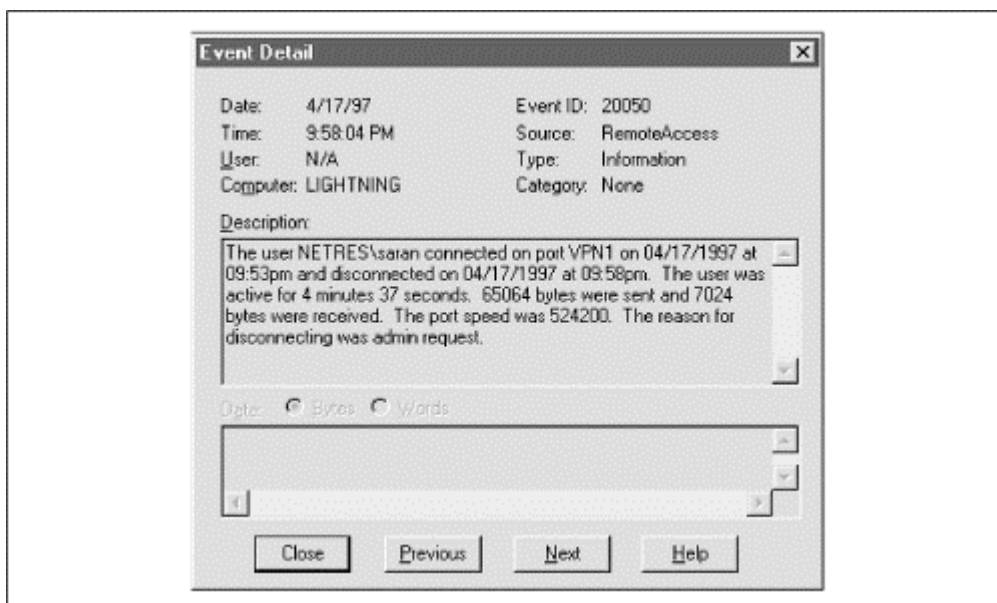 Event Detail
Date: 4/17/97 Event ID: 20050
Time: 9:58:04 PM Source: RemoteAccess
User: N/A Type: Information
Computer: LIGHTNING Category: None
Description:
The user NETRES\saran connected on port VPN1 on 04/17/1997 at
09:53pm and disconnected on 04/17/1997 at 09:58pm. The user was
active for 4 minutes 37 seconds. 65064 bytes were sent and 7024
bytes were received. The port speed was 524200. The reason for
disconnecting was admin request.
Data: Bytes Words
Close Previous Next Help